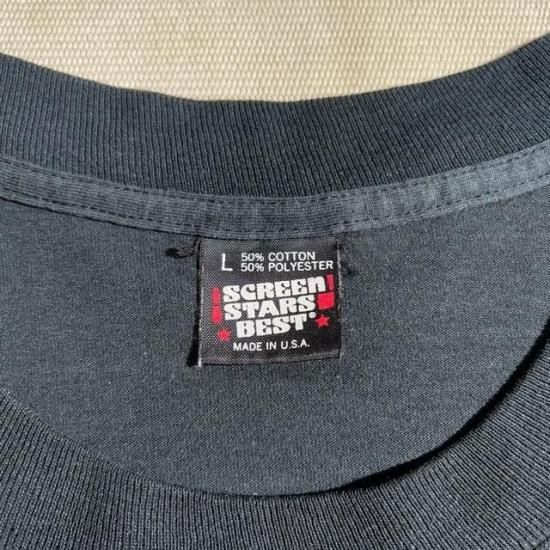 L 50% COTTON
50% POLYESTER
SCREEN
STARS
BEST
MADE IN U.S.A.